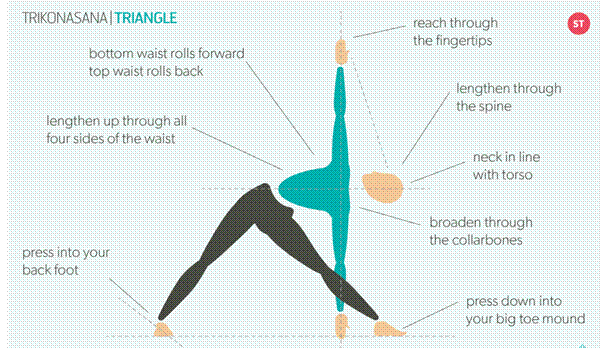 TRIKONASANA|TRIANGLE
ST
reach through
the fingertips
bottom waist rolls forward
top waist rolls back
lengthen through
the spine
lengthen up through all
four sides of the waist
neck in line
with torso
broaden through
the collarbones
press into your
back foot
press down into
your big toe mound